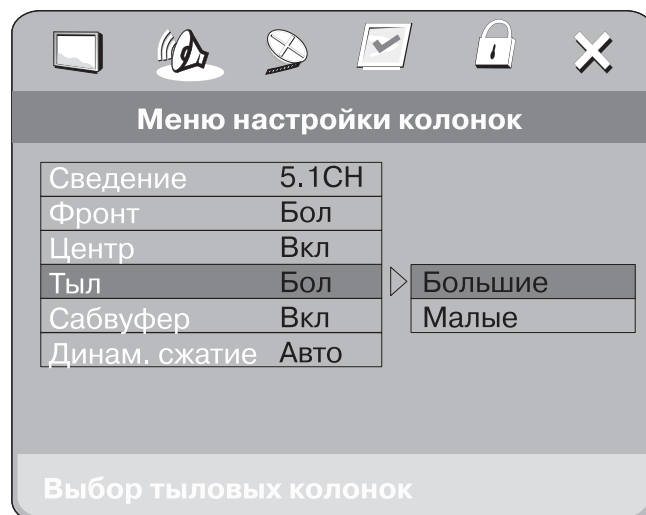 Меню настройки колонок
Сведение 5.1CH
Фронт Бол
Центр Вкл
Тыл Бол Большие
Сабвуфер Вкл Малые
Динам. сжатие Авто
Выбор тыловых колонок